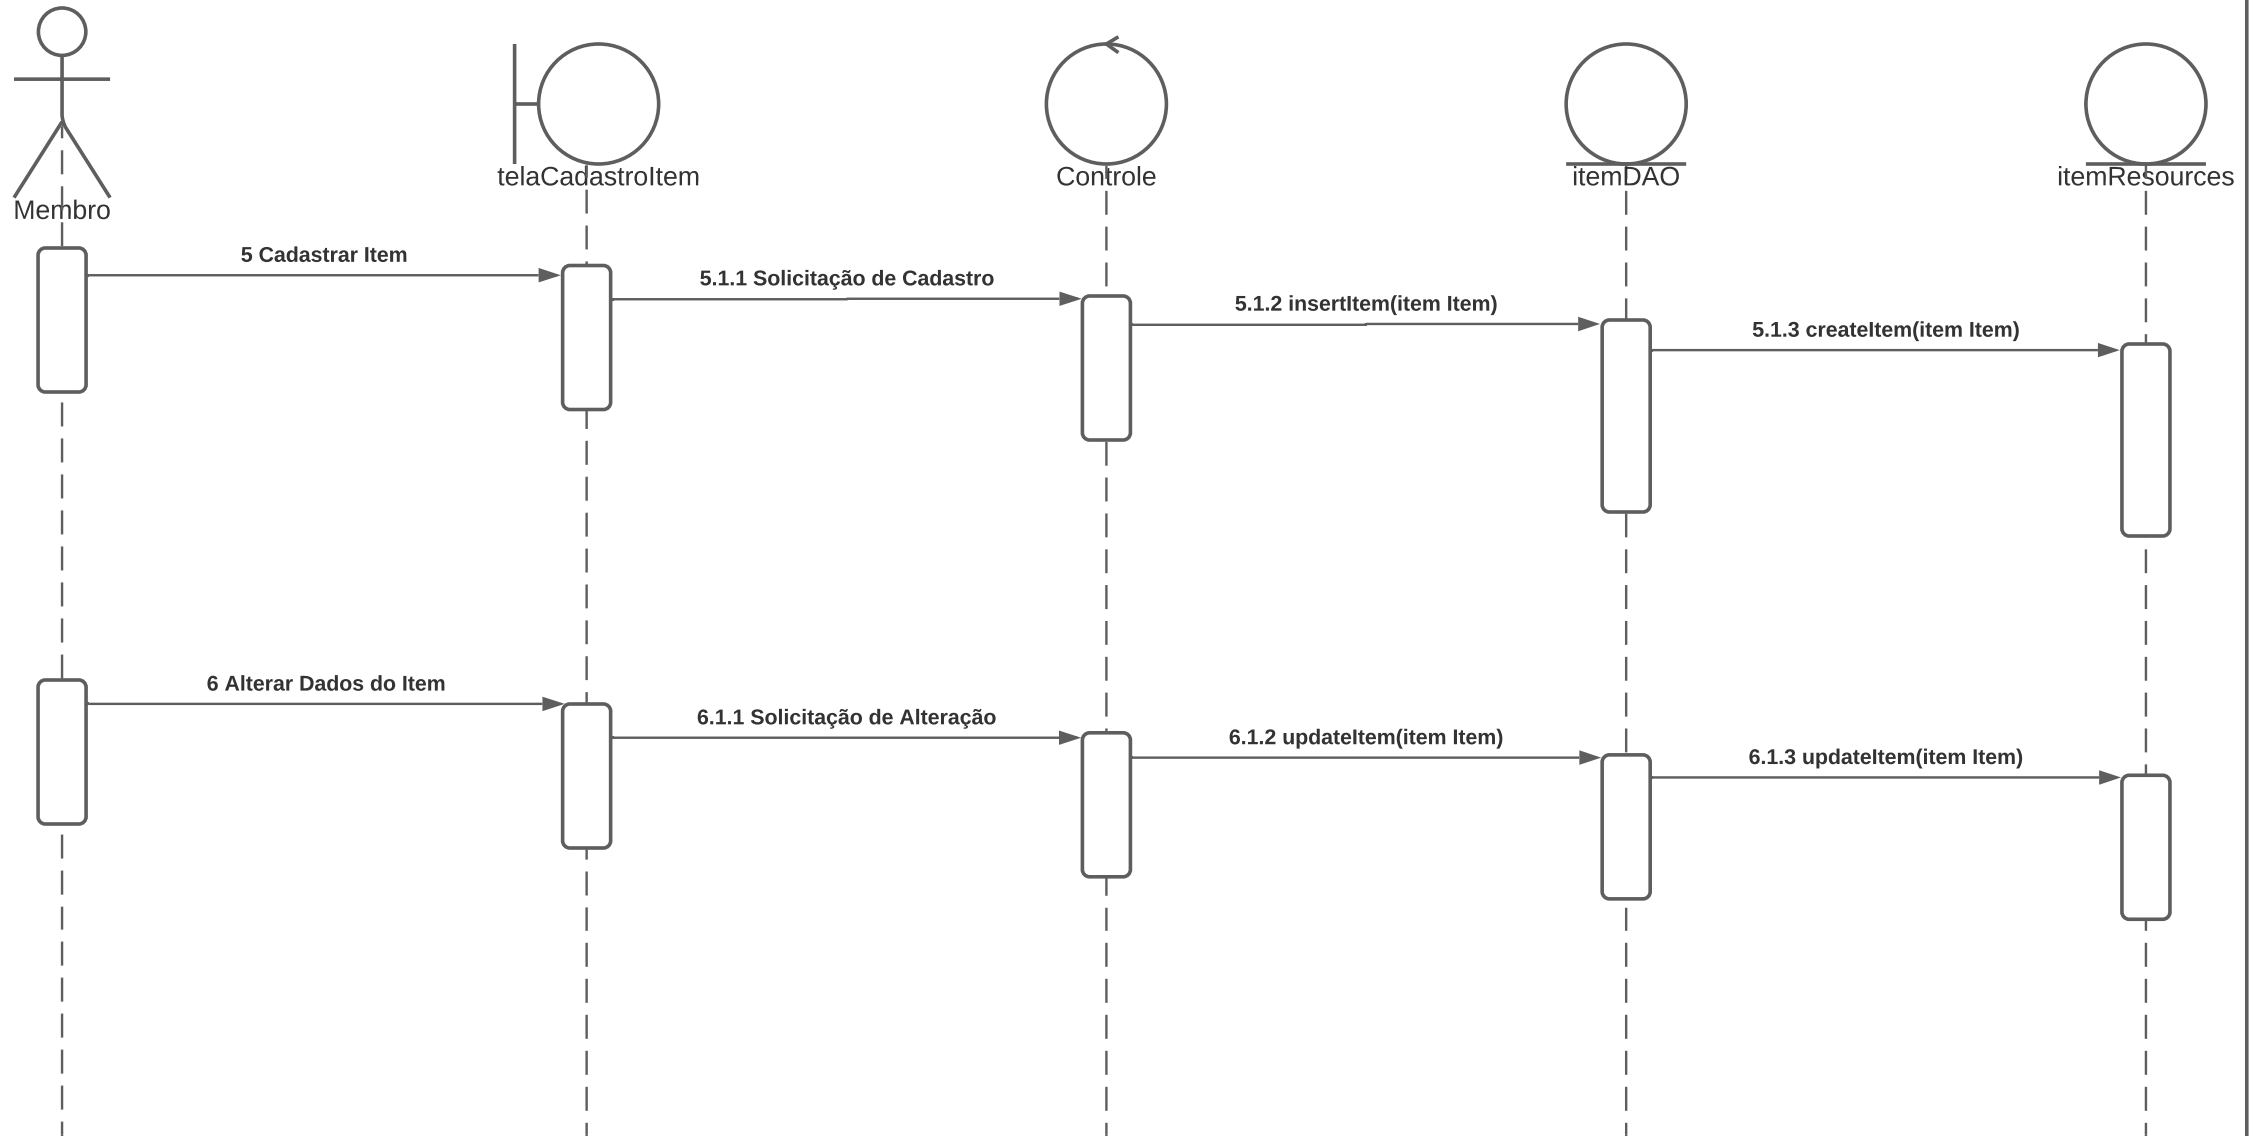 telaCadastroItem
Controle
itemDAO
itemResources
Membro
5 Cadastrar Item
5.1.1 Solicitação de Cadastro
5.1.2 insertItem(item Item)
5.1.3 createItem(item Item)
6 Alterar Dados do Item
6.1.1 Solicitação de Alteração
6.1.2 updateItem(item Item)
6.1.3 updateItem(item Item)